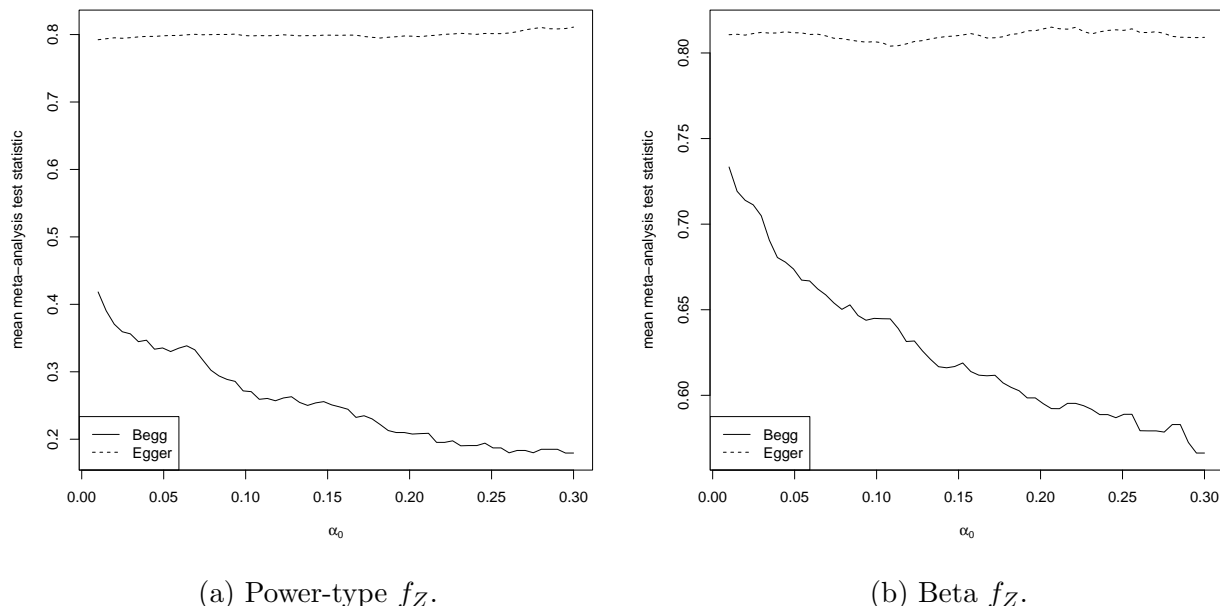 mean meta−analysis test statistic
0.8
0.7
0.6
0.5
0.4
0.3
0.2
Begg
Egger
0.00 0.05 0.10 0.15 0.20 0.25 0.30
α₀
(a) Power-type f_Z.
mean meta−analysis test statistic
0.80
0.75
0.70
0.65
0.60
Begg
Egger
0.00 0.05 0.10 0.15 0.20 0.25 0.30
α₀
(b) Beta f_Z.